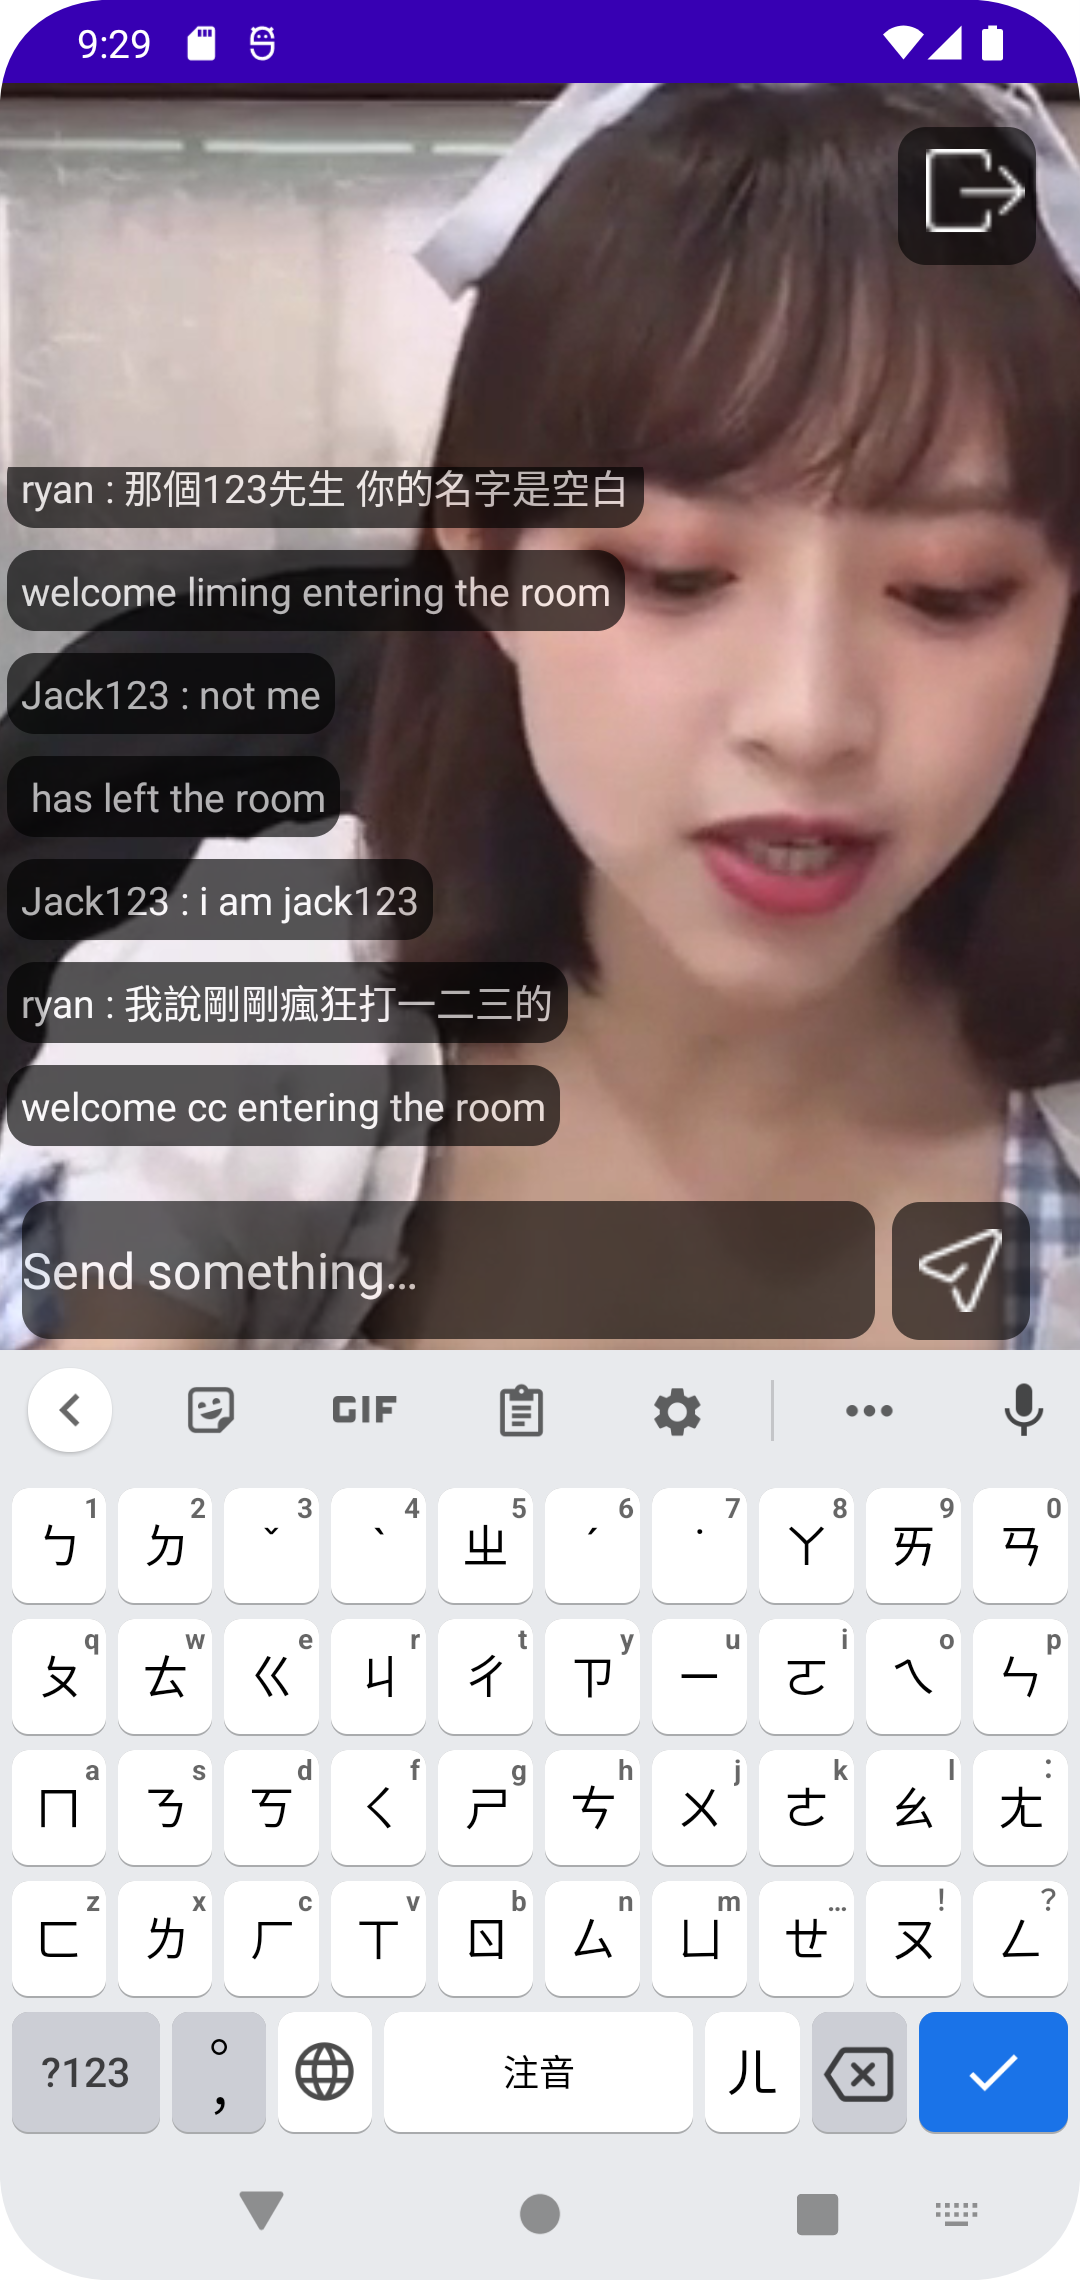 9:29
ryan : 那個123先生 你的名字是空白
welcome liming entering the room
Jack123 : not me
has left the room
Jack123 : i am jack123
ryan : 我說剛剛瘋狂打一二三的
welcome cc entering the room
Send something...
GIF
1 2 3 4 5 6 7 8 9 0
ㄅ ㄉ ˇ ˋ ㄓ ˊ ˙ ㄚ ㄞ ㄢ
q w e r t y u i o p
ㄆ ㄊ ㄍ ㄐ ㄔ ㄗ ㄧ ㄛ ㄟ ㄣ
a s d f g h j k l :
ㄇ ㄋ ㄎ ㄑ ㄕ ㄘ ㄨ ㄜ ㄠ ㄤ
z x c v b n m … ! ?
ㄈ ㄌ ㄏ ㄒ ㄖ ㄙ ㄩ ㄝ ㄡ ㄥ
?123 。 , 注音 ㄦ